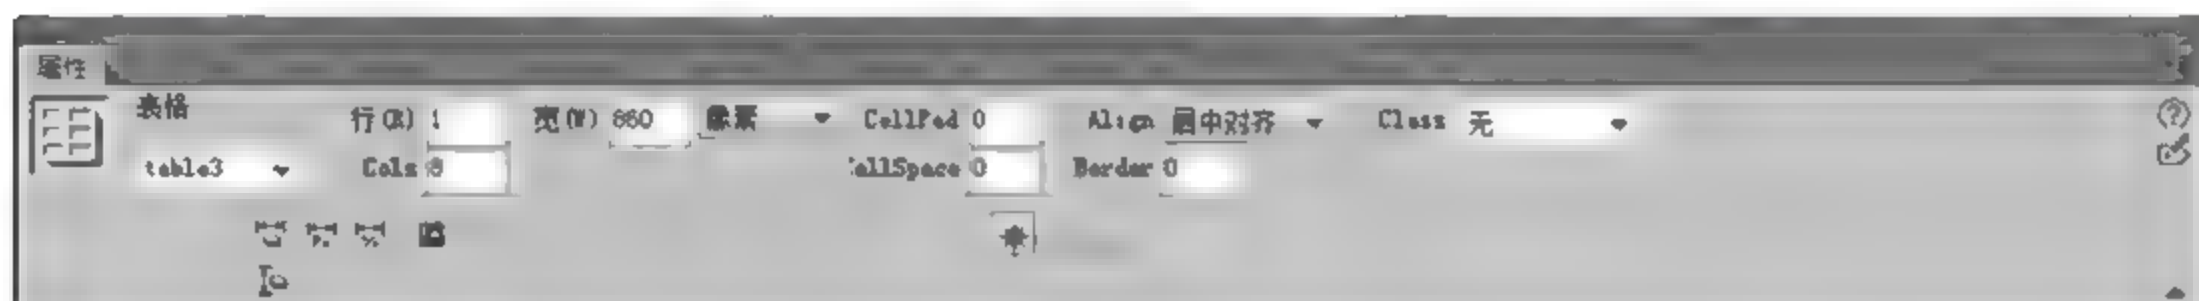 属性
表格 行(R) 1 宽(W) 860 像素 CellPad 0 Align 居中对齐 Class 无
table3 Cols CellSpace 0 Border 0